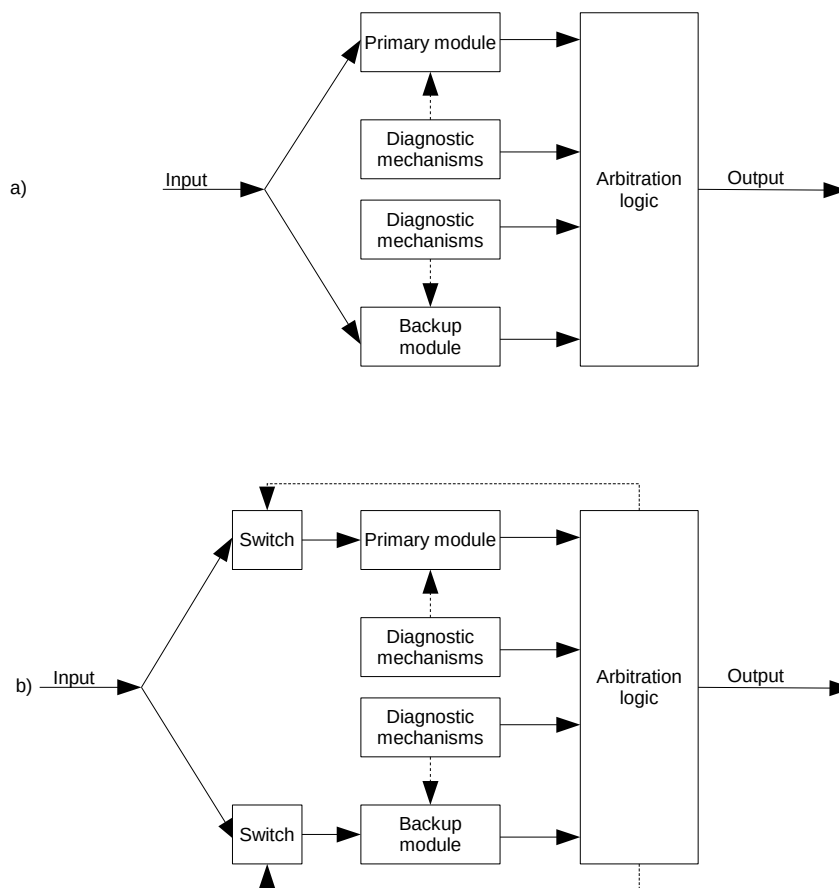 Primary module
Diagnostic
mechanisms
a)
Input
Arbitration
logic
Output
Diagnostic
mechanisms
Backup
module
Switch
Primary module
Diagnostic
mechanisms
b)
Input
Arbitration
logic
Output
Diagnostic
mechanisms
Switch
Backup
module